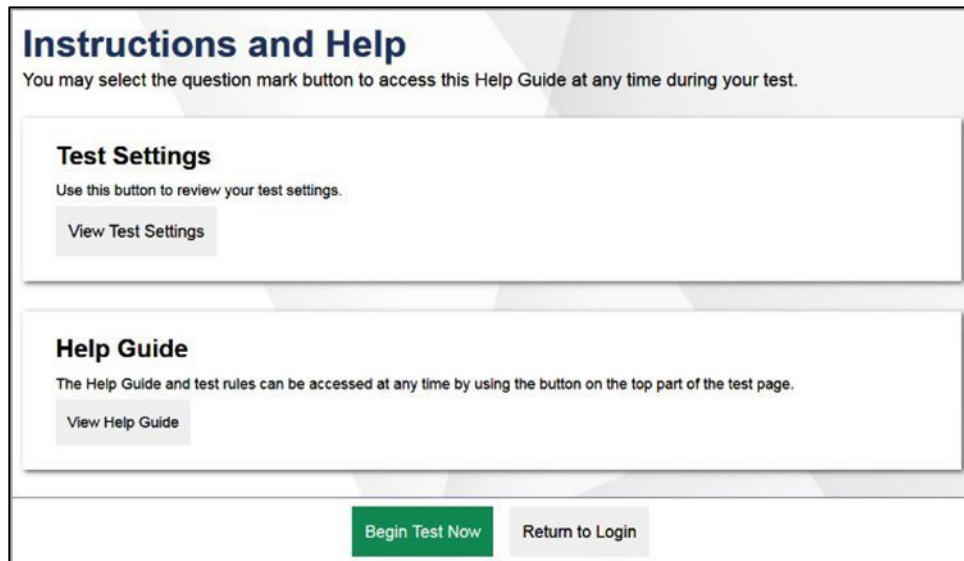 Instructions and Help
You may select the question mark button to access this Help Guide at any time during your test.
Test Settings
Use this button to review your test settings.
View Test Settings
Help Guide
The Help Guide and test rules can be accessed at any time by using the button on the top part of the test page.
View Help Guide
Begin Test Now
Return to Login